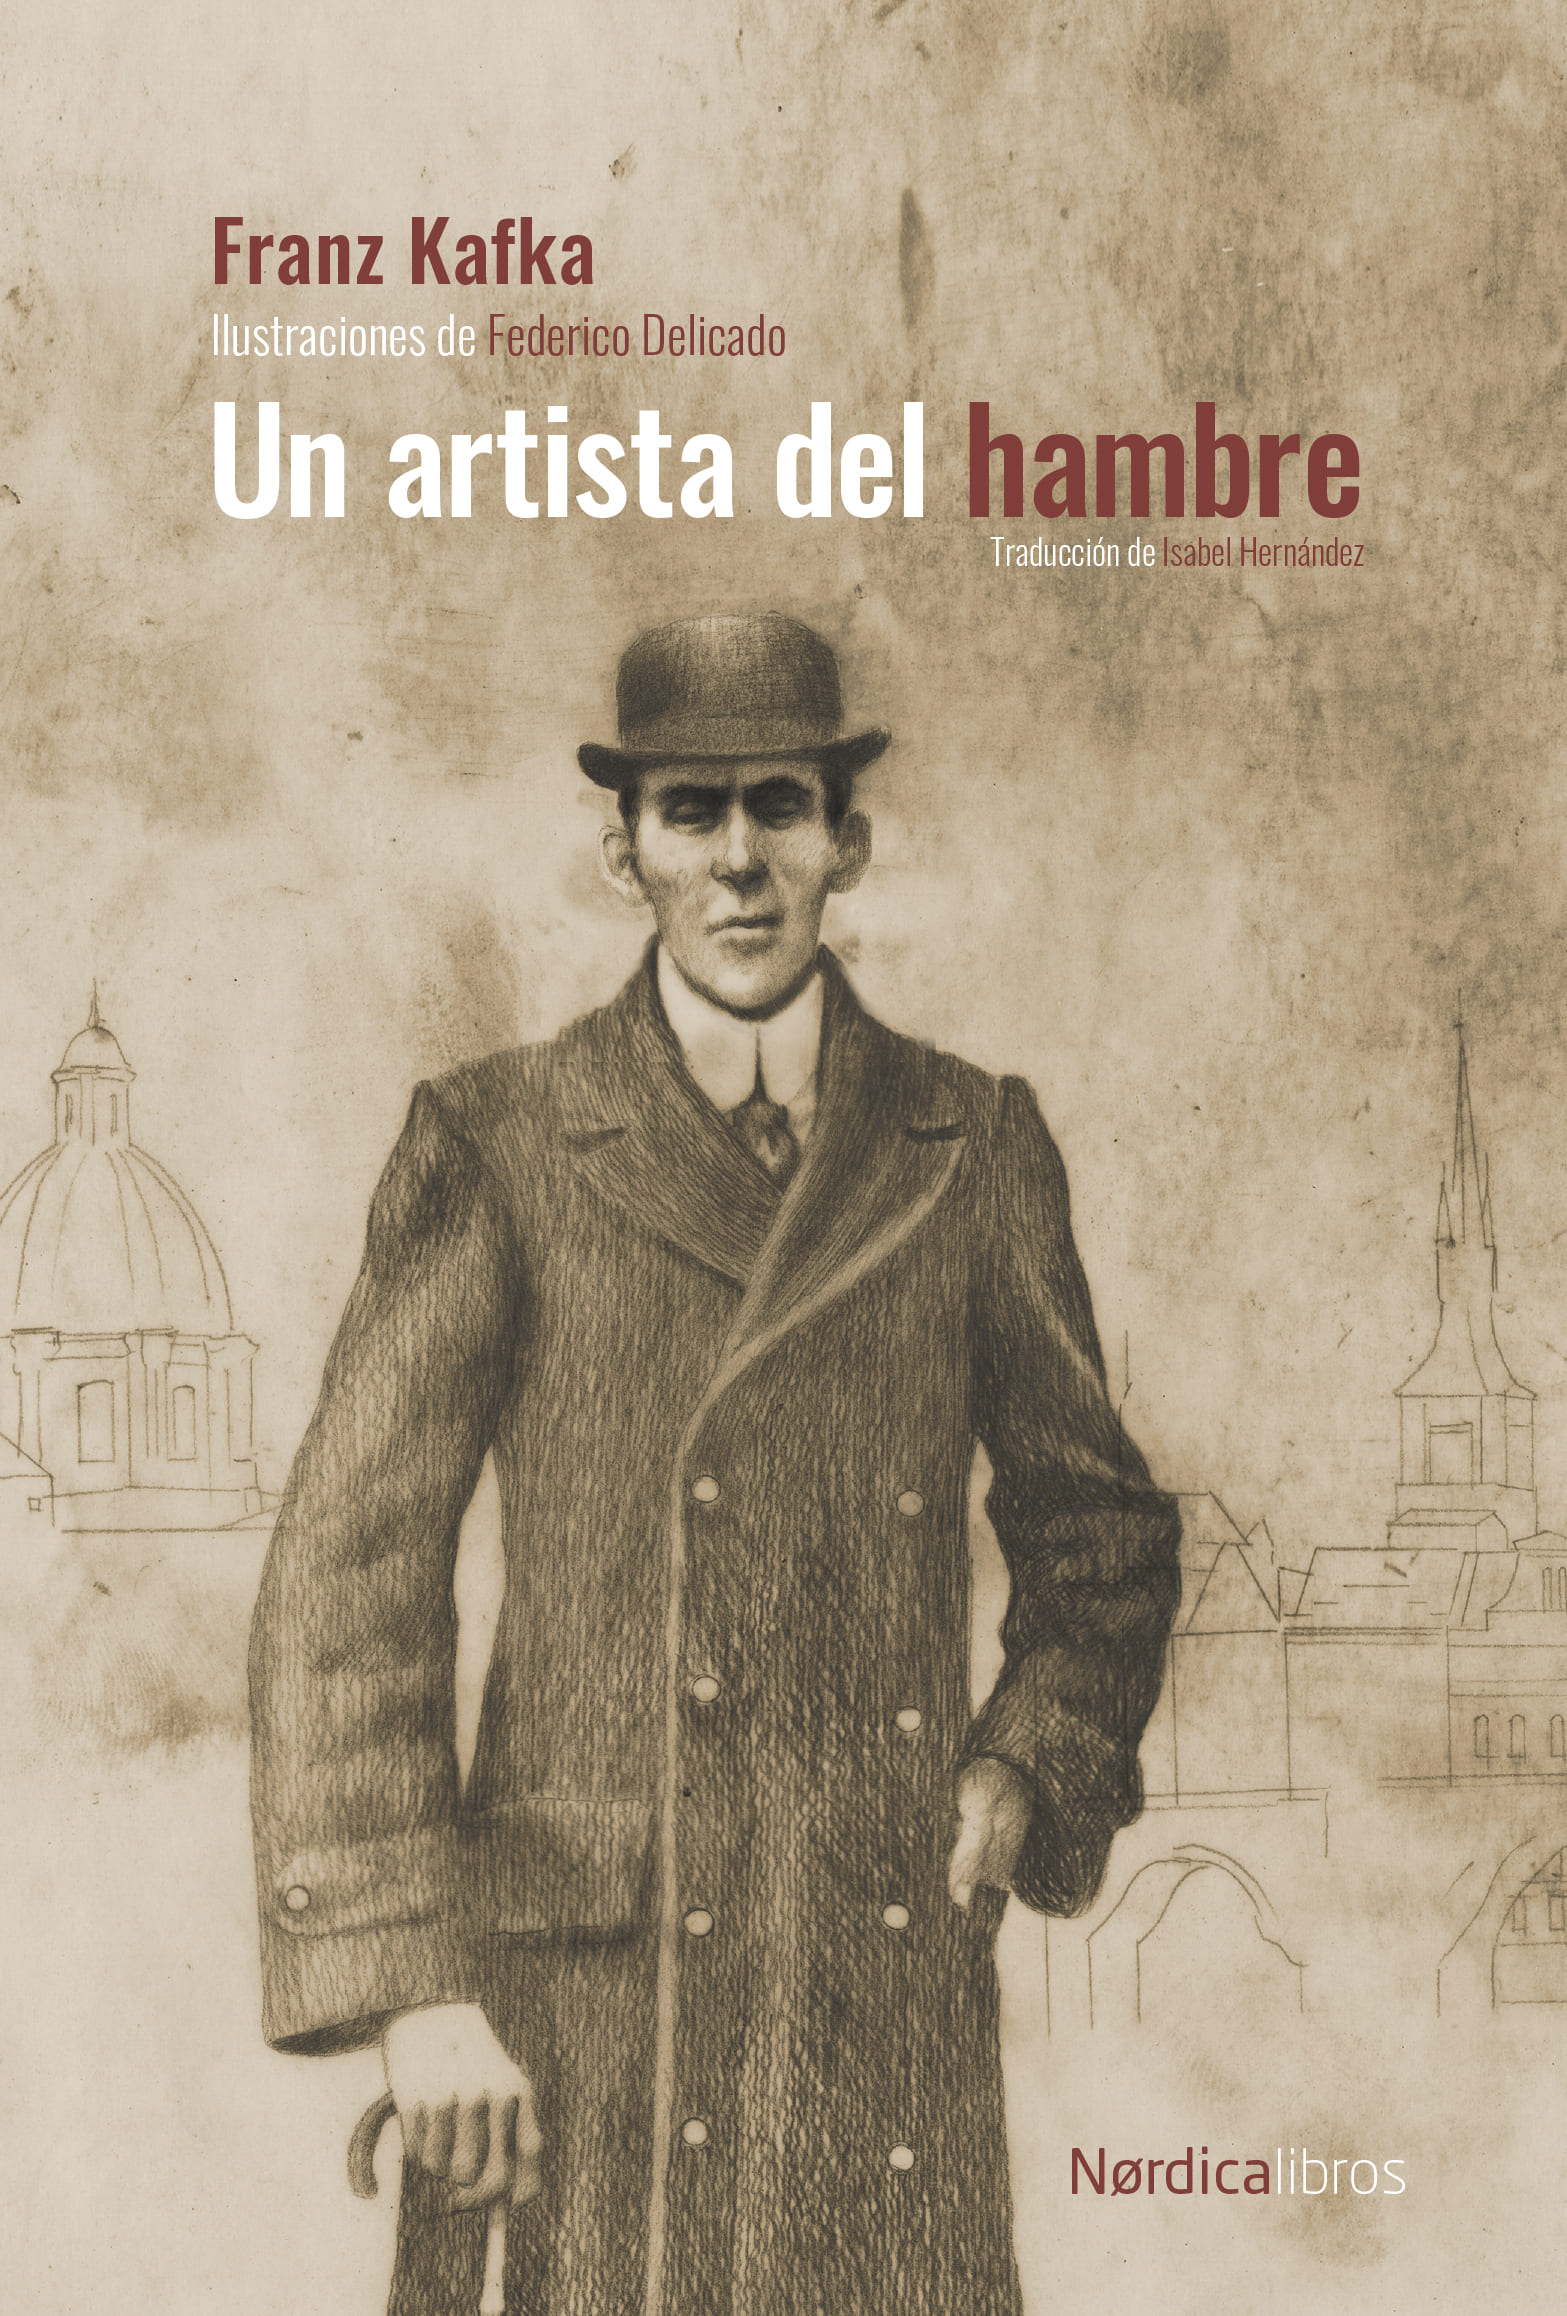 Franz Kafka
Ilustraciones de Federico Delicado
Un artista del hambre
Traducción de Isabel Hernández
Nørdicalibros